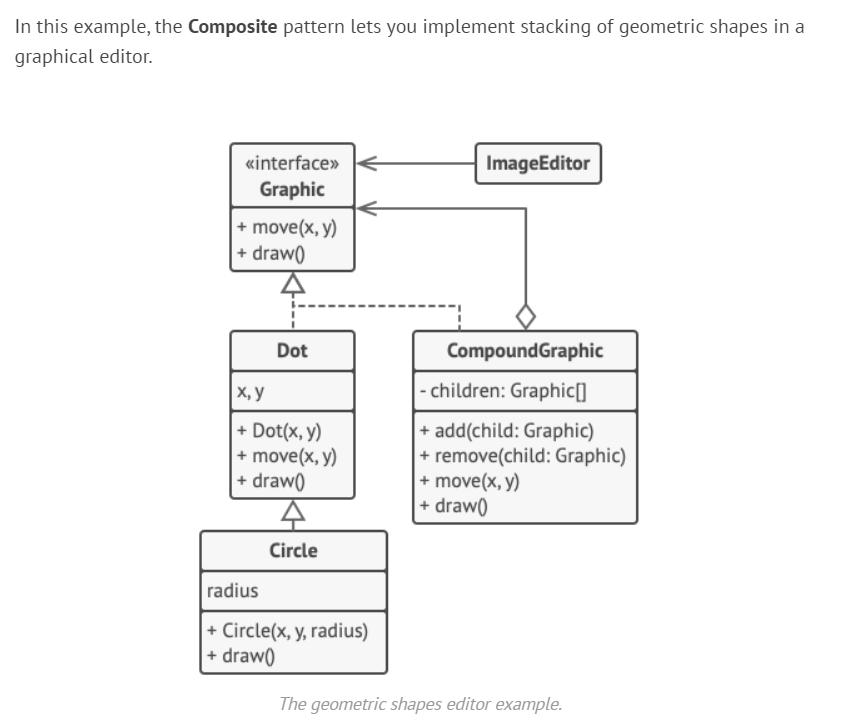 In this example, the Composite pattern lets you implement stacking of geometric shapes in a
graphical editor.
«interface»
Graphic
+ move(x, y)
+ draw()
ImageEditor
Dot
x, y
+ Dot(x, y)
+ move(x, y)
+ draw()
CompoundGraphic
- children: Graphic[]
+ add(child: Graphic)
+ remove(child: Graphic)
+ move(x, y)
+ draw()
Circle
radius
+ Circle(x, y, radius)
+ draw()
The geometric shapes editor example.